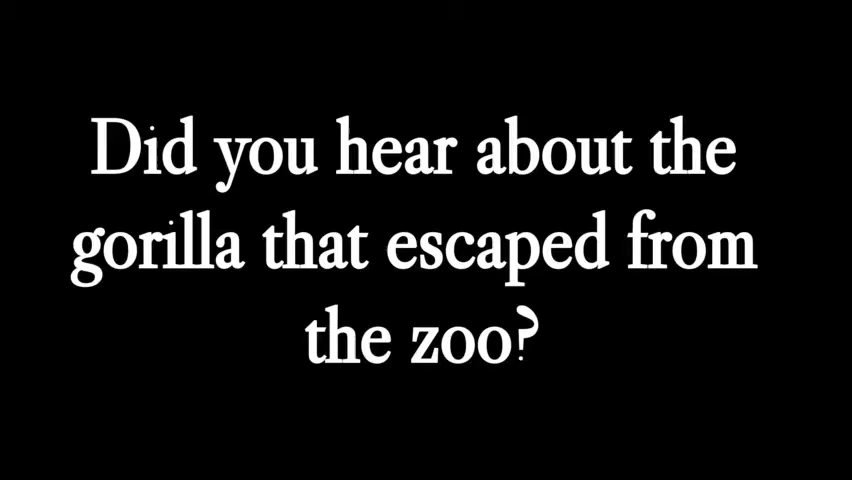 Did you hear about the
gorilla that escaped from
the zoo?